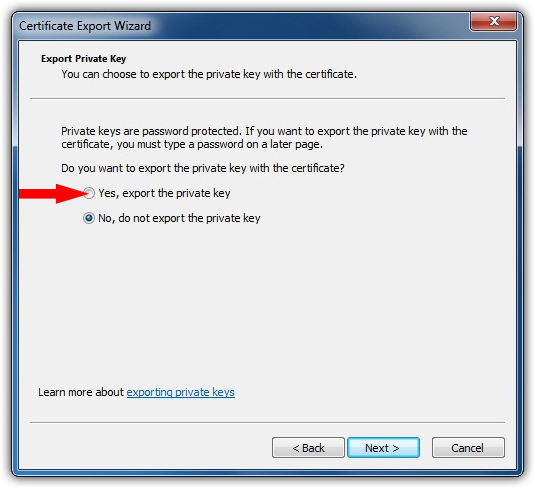 Certificate Export Wizard
Export Private Key
You can choose to export the private key with the certificate.
Private keys are password protected. If you want to export the private key with the
certificate, you must type a password on a later page.
Do you want to export the private key with the certificate?
Yes, export the private key
No, do not export the private key
Learn more about exporting private keys
< Back Next > Cancel